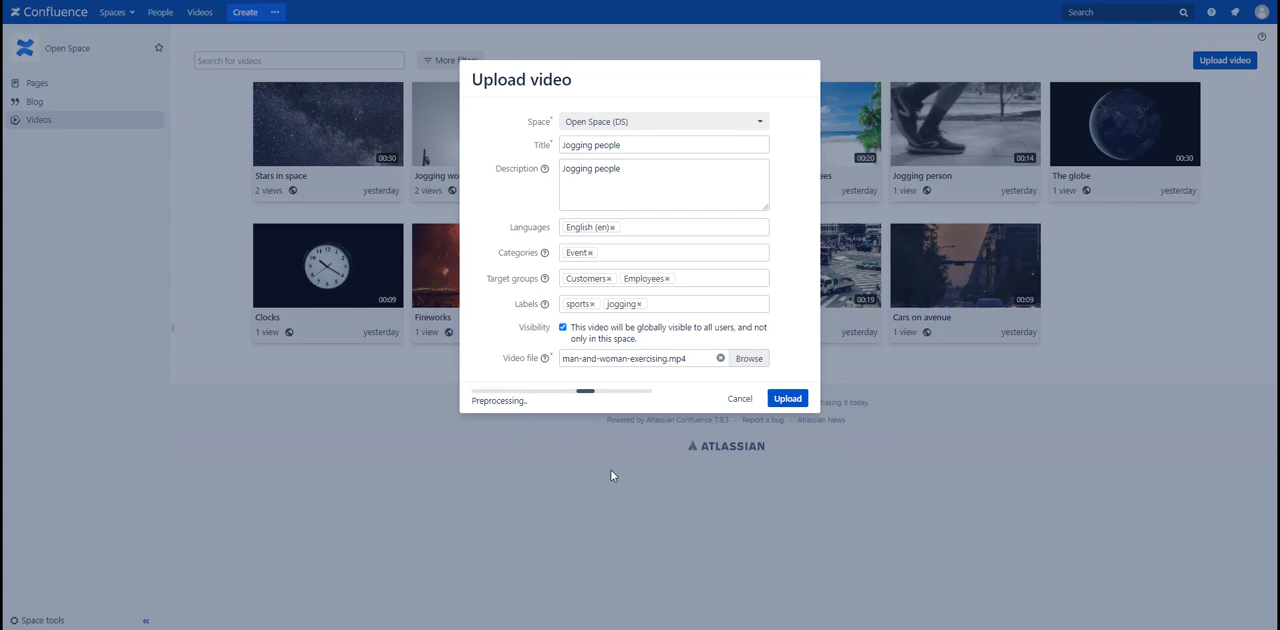 Confluence Spaces People Videos Create ... Search
Open Space
Pages
Blog
Videos
Space tools
Search for videos
More
Upload video
00:30
Stars in space
2 views yesterday
Jogging wo
2 views
00:20
ees
yesterday
00:14
Jogging person
1 view yesterday
00:30
The globe
1 view yesterday
00:09
Clocks
1 view yesterday
Fireworks
1 view
00:19
yesterday
00:09
Cars on avenue
1 view yesterday
Upload video
Space* Open Space (DS)
Title* Jogging people
Description Jogging people
Languages English (en)
Categories Event
Target groups Customers Employees
Labels sports jogging
Visibility This video will be globally visible to all users, and not
only in this space.
Video file* man-and-woman-exercising.mp4 Browse
Preprocessing.. Cancel Upload
hasing it today.
Powered by Atlassian Confluence 7.9.3 · Report a bug · Atlassian News
ATLASSIAN